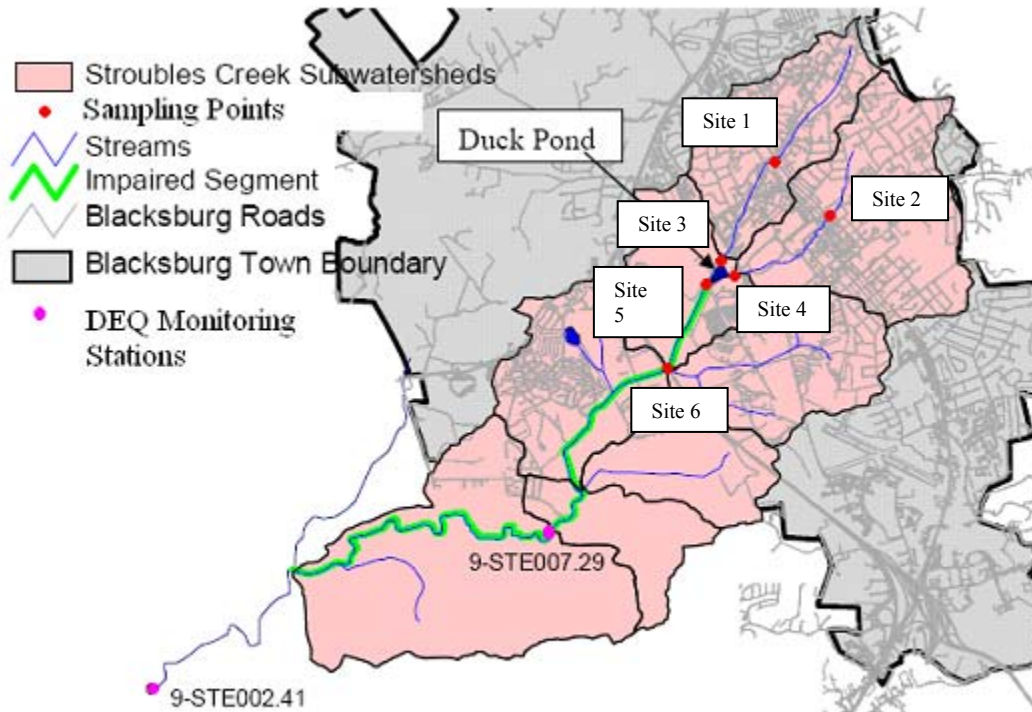 Stroubles Creek Subwatersheds
Sampling Points
Streams
Impaired Segment
Blacksburg Roads
Blacksburg Town Boundary
DEQ Monitoring
Stations
Duck Pond
Site 1
Site 2
Site 3
Site 4
Site
5
Site 6
9-STE007.29
9-STE002.41